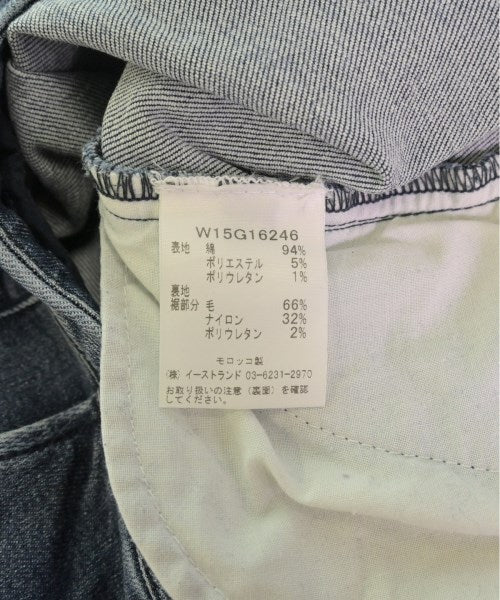 W15G16246
表地 綿 94%
ポリエステル 5%
ポリウレタン 1%
裏地
裾部分 毛 66%
ナイロン 32%
ポリウレタン 2%
モロッコ製
(株) イーストランド 03-6231-2970
お取り扱いの注意(裏面)を確認
してください。